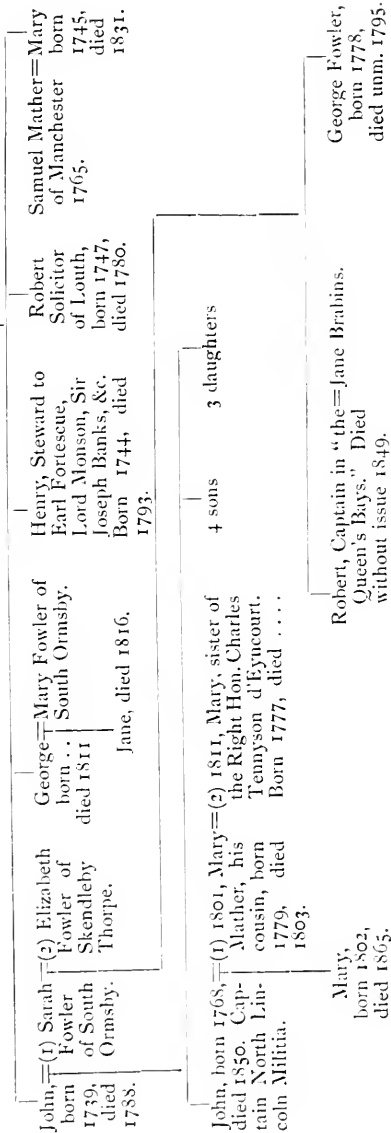 John,=(1) Sarah=(2) Elizabeth
born Fowler Fowler of
1739, of South Skendleby
died Ormsby. Thorpe.
1788.
George=Mary Fowler of
born ... South Ormsby.
died 1811
Jane, died 1816.
Henry, Steward to
Earl Fortescue,
Lord Monson, Sir
Joseph Banks, &c.
Born 1744, died
1793.
Robert
Solicitor
of Louth,
born 1747,
died 1780.
Samuel Mather=Mary
of Manchester born
1765. 1745,
died
1831.
John, born 1768,=(1) 1801, Mary=(2) 1811, Mary, sister of
died 1850. Cap- Mather, his the Right Hon. Charles
tain North Lin- cousin, born Tennyson d'Eyncourt.
coln Militia. 1779, died Born 1777, died ....
1803.
4 sons 3 daughters
Mary,
born 1802,
died 1865.
Robert, Captain in "the=Jane Brabins.
Queen's Bays." Died
without issue 1849.
George Fowler,
born 1778,
died unm. 1795.